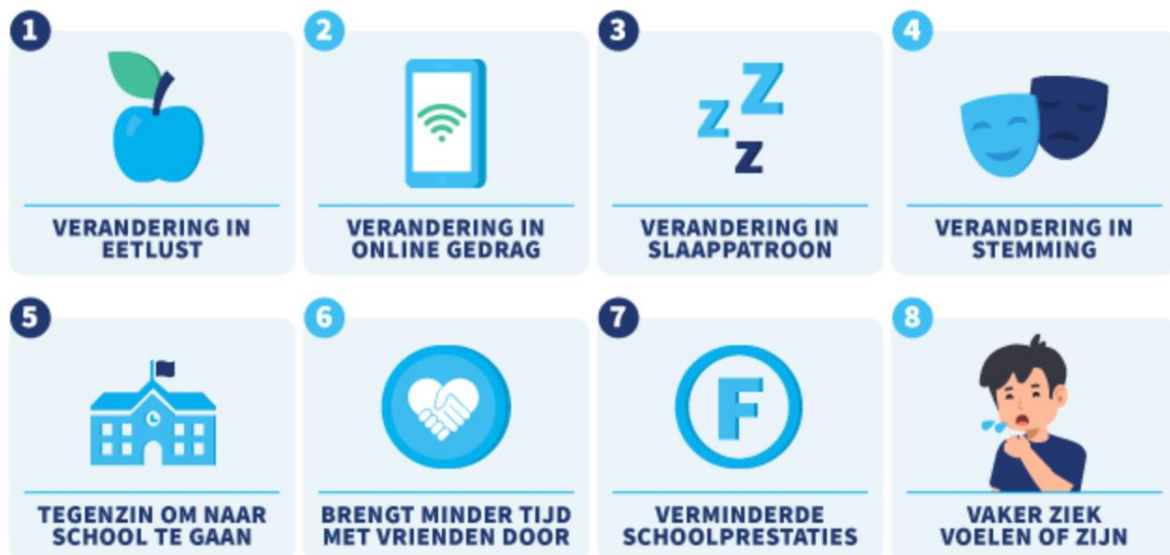 1
2
3
4
VERANDERING IN
EETLUST
VERANDERING IN
ONLINE GEDRAG
Z
Z
Z
VERANDERING IN
SLAAPPATROON
VERANDERING IN
STEMMING
5
6
7
8
TEGENZIN OM NAAR
SCHOOL TE GAAN
BRENGT MINDER TIJD
MET VRIENDEN DOOR
F
VERMINDERDE
SCHOOLPRESTATIES
VAKER ZIEK
VOELEN OF ZIJN